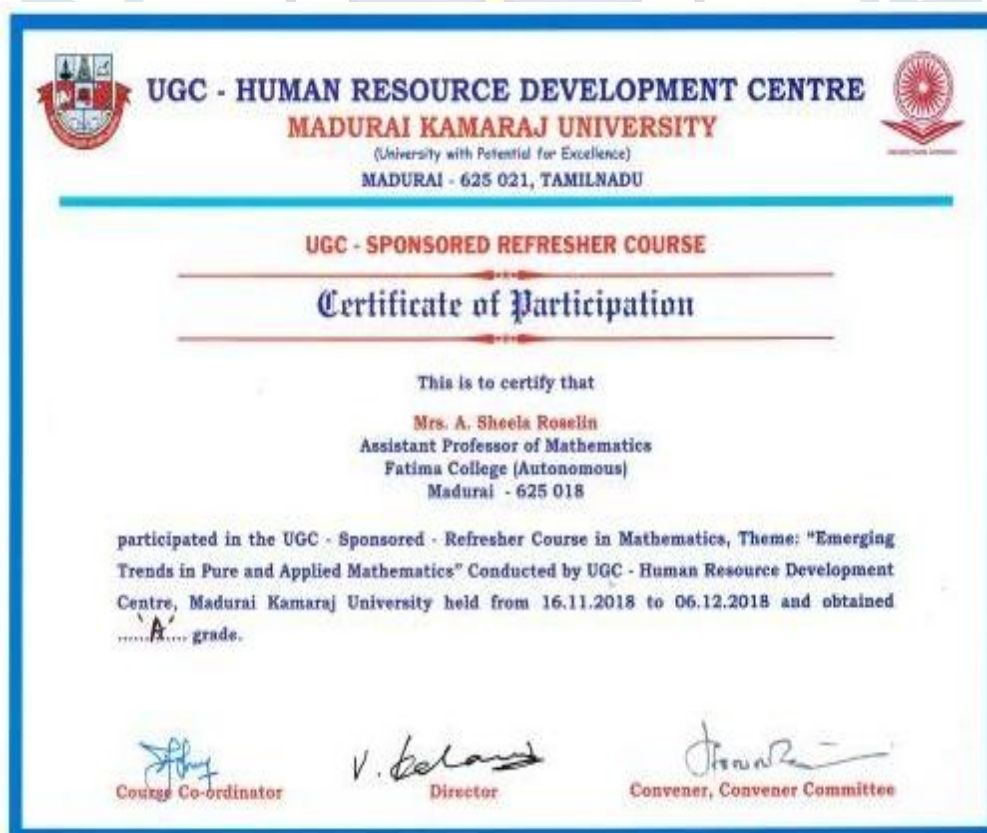 UGC - HUMAN RESOURCE DEVELOPMENT CENTRE
MADURAI KAMARAJ UNIVERSITY
(University with Potential for Excellence)
MADURAI - 625 021, TAMILNADU
UGC - SPONSORED REFRESHER COURSE
Certificate of Participation
This is to certify that
Mrs. A. Sheela Roselin
Assistant Professor of Mathematics
Fatima College (Autonomous)
Madurai - 625 018
participated in the UGC - Sponsored - Refresher Course in Mathematics, Theme: “Emerging
Trends in Pure and Applied Mathematics” Conducted by UGC - Human Resource Development
Centre, Madurai Kamaraj University held from 16.11.2018 to 06.12.2018 and obtained
......'A'.... grade.
Course Co-ordinator
Director
Convener, Convener Committee